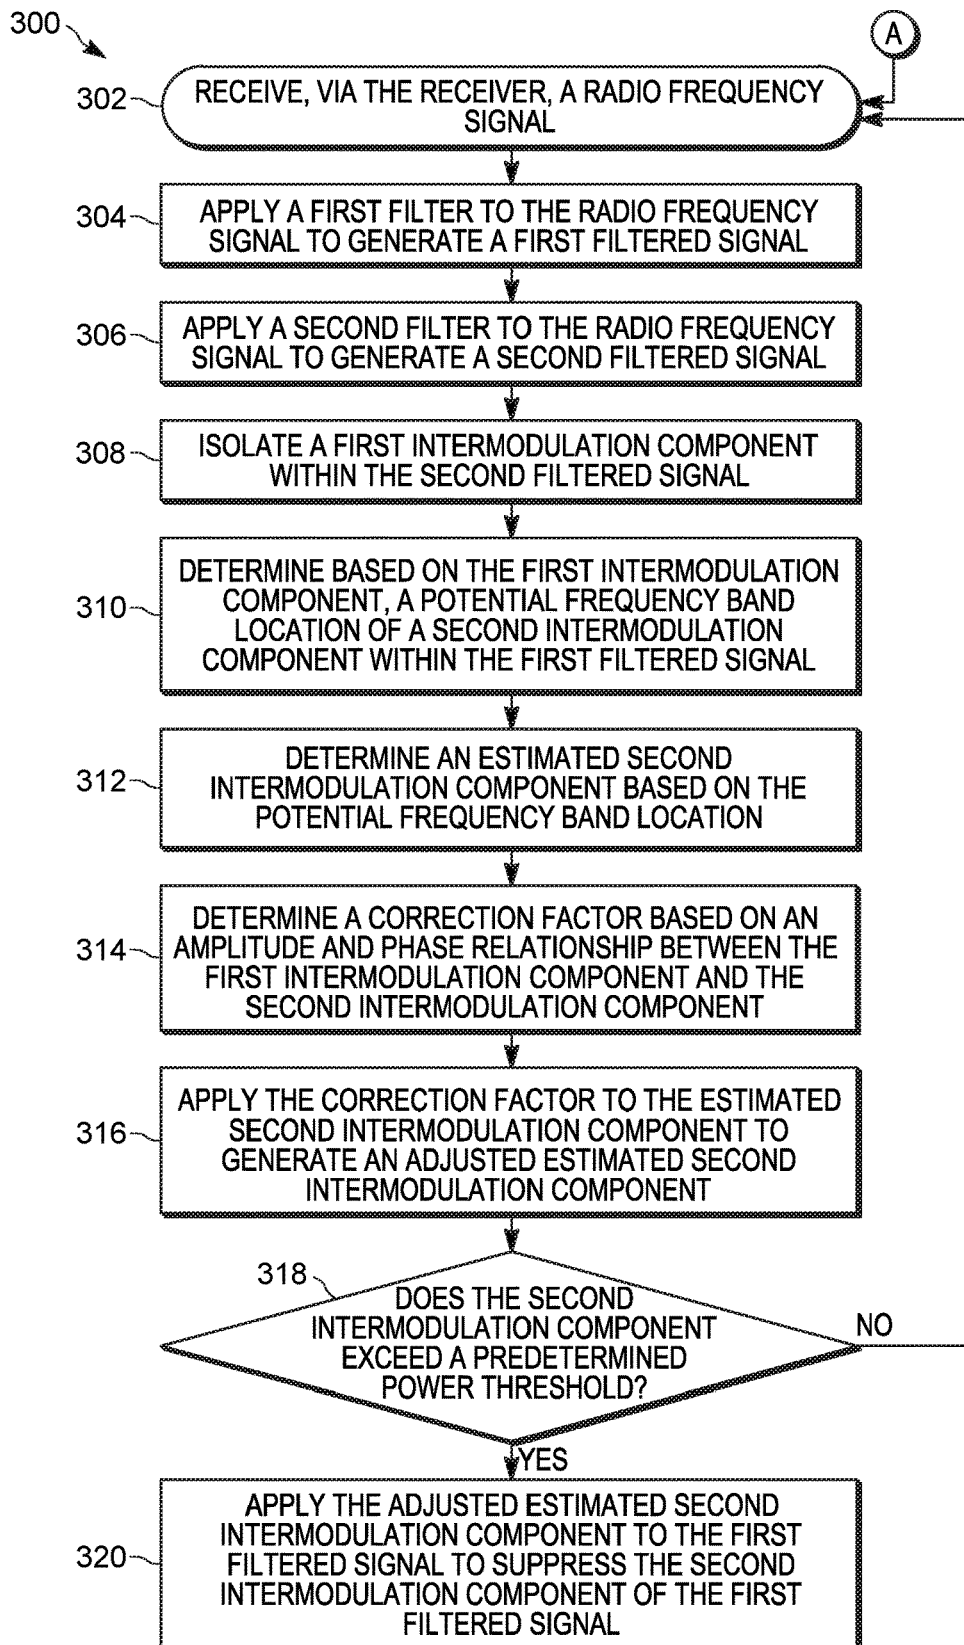 300
A
302
RECEIVE, VIA THE RECEIVER, A RADIO FREQUENCY
SIGNAL
304
APPLY A FIRST FILTER TO THE RADIO FREQUENCY
SIGNAL TO GENERATE A FIRST FILTERED SIGNAL
306
APPLY A SECOND FILTER TO THE RADIO FREQUENCY
SIGNAL TO GENERATE A SECOND FILTERED SIGNAL
308
ISOLATE A FIRST INTERMODULATION COMPONENT
WITHIN THE SECOND FILTERED SIGNAL
310
DETERMINE BASED ON THE FIRST INTERMODULATION
COMPONENT, A POTENTIAL FREQUENCY BAND
LOCATION OF A SECOND INTERMODULATION
COMPONENT WITHIN THE FIRST FILTERED SIGNAL
312
DETERMINE AN ESTIMATED SECOND
INTERMODULATION COMPONENT BASED ON THE
POTENTIAL FREQUENCY BAND LOCATION
314
DETERMINE A CORRECTION FACTOR BASED ON AN
AMPLITUDE AND PHASE RELATIONSHIP BETWEEN THE
FIRST INTERMODULATION COMPONENT AND THE
SECOND INTERMODULATION COMPONENT
316
APPLY THE CORRECTION FACTOR TO THE ESTIMATED
SECOND INTERMODULATION COMPONENT TO
GENERATE AN ADJUSTED ESTIMATED SECOND
INTERMODULATION COMPONENT
318
DOES THE SECOND
INTERMODULATION COMPONENT
EXCEED A PREDETERMINED
POWER THRESHOLD?
NO
YES
320
APPLY THE ADJUSTED ESTIMATED SECOND
INTERMODULATION COMPONENT TO THE FIRST
FILTERED SIGNAL TO SUPPRESS THE SECOND
INTERMODULATION COMPONENT OF THE FIRST
FILTERED SIGNAL